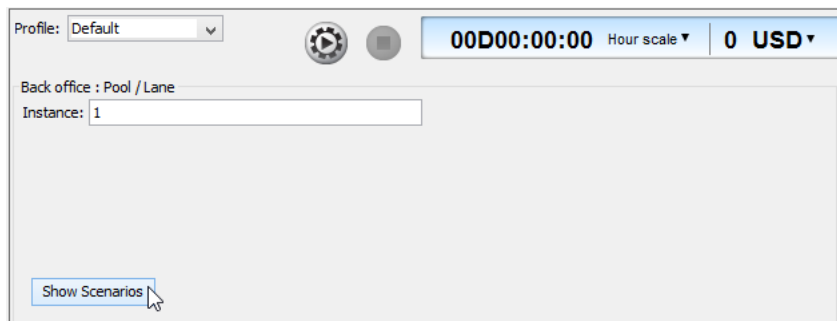 Profile: Default
00D00:00:00 Hour scale ▼ 0 USD ▼
Back office : Pool / Lane
Instance: 1
Show Scenarios